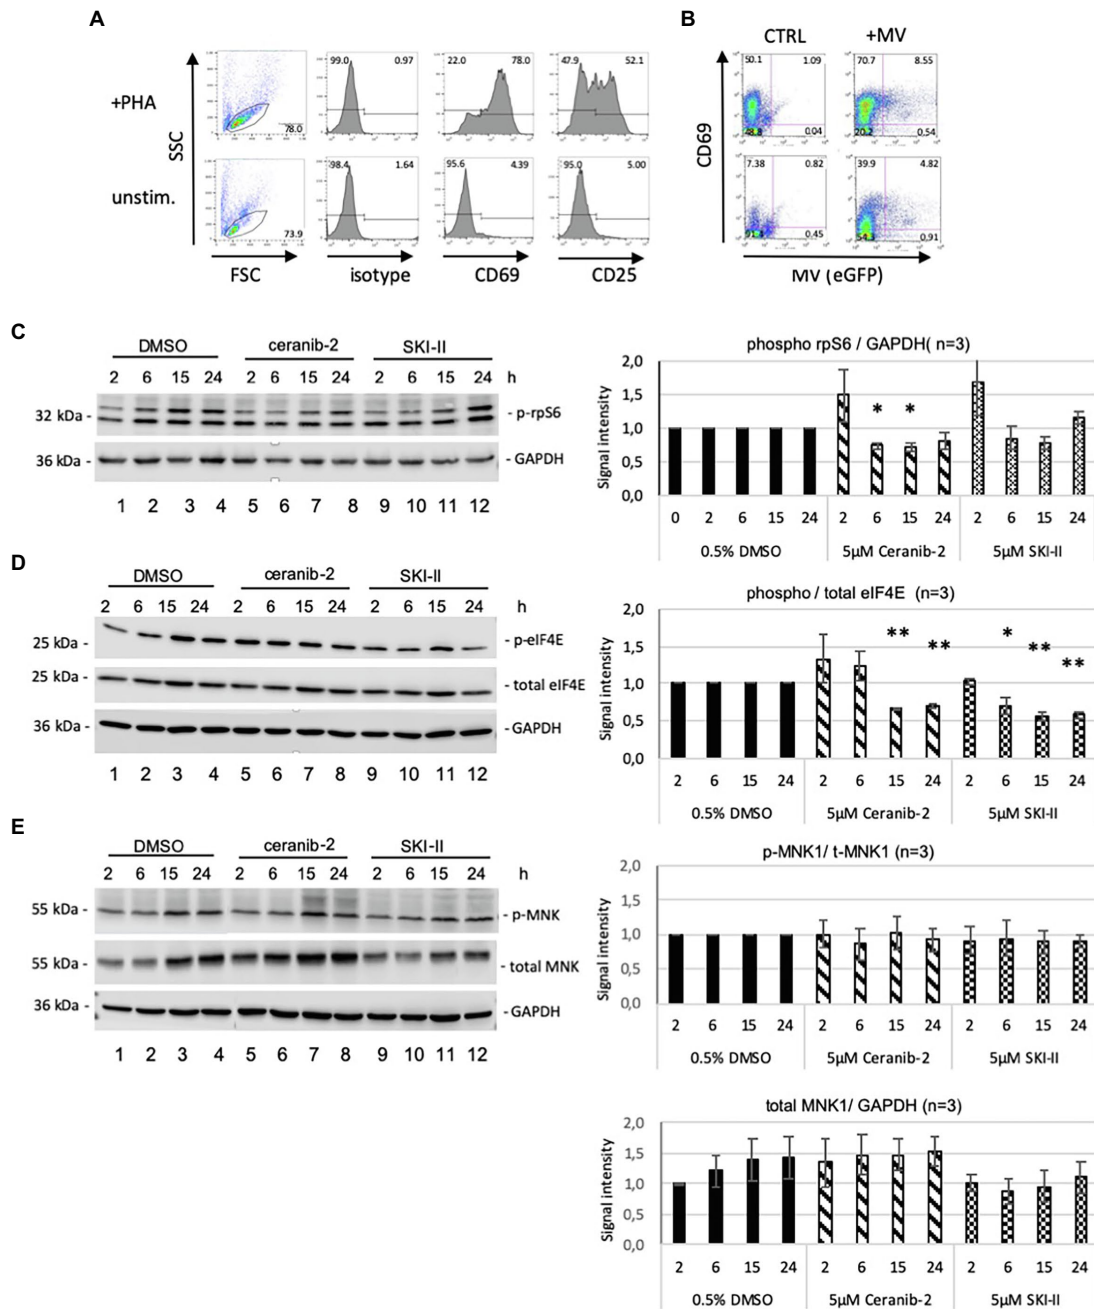 A
B
CTRL
+MV
+PHA
unstim.
SSC
78.0
99.0
0.97
22.0
78.0
47.9
52.1
73.9
98.4
1.64
95.6
4.39
95.0
5.00
FSC
isotype
CD69
CD25
CD69
50.1
1.09
0.04
70.7
8.55
20.2
0.54
7.38
0.82
0.45
39.9
4.82
54.3
0.91
MV (eGFP)
C
DMSO
ceranib-2
SKI-II
2 6 15 24 2 6 15 24 2 6 15 24 h
32 kDa -
- p-rpS6
36 kDa -
- GAPDH
1 2 3 4 5 6 7 8 9 10 11 12
phospho rpS6 / GAPDH( n=3)
Signal intensity
2,0
1,5
1,0
0,5
0,0
* *
0 2 6 15 24 2 6 15 24 2 6 15 24
0.5% DMSO
5µM Ceranib-2
5µM SKI-II
D
DMSO
ceranib-2
SKI-II
2 6 15 24 2 6 15 24 2 6 15 24 h
25 kDa -
- p-eIF4E
25 kDa -
- total eIF4E
36 kDa -
- GAPDH
1 2 3 4 5 6 7 8 9 10 11 12
phospho / total eIF4E (n=3)
Signal intensity
2,0
1,5
1,0
0,5
0,0
** ** * ** **
2 6 15 24 2 6 15 24 2 6 15 24
0.5% DMSO
5µM Ceranib-2
5µM SKI-II
E
DMSO
ceranib-2
SKI-II
2 6 15 24 2 6 15 24 2 6 15 24 h
55 kDa -
- p-MNK
55 kDa -
- total MNK
36 kDa -
- GAPDH
1 2 3 4 5 6 7 8 9 10 11 12
p-MNK1/ t-MNK1 (n=3)
Signal intensity
2,0
1,5
1,0
0,5
0,0
2 6 15 24 2 6 15 24 2 6 15 24
0.5% DMSO
5µM Ceranib-2
5µM SKI-II
total MNK1/ GAPDH (n=3)
Signal intensity
2,0
1,5
1,0
0,5
0,0
2 6 15 24 2 6 15 24 2 6 15 24
0.5% DMSO
5µM Ceranib-2
5µM SKI-II